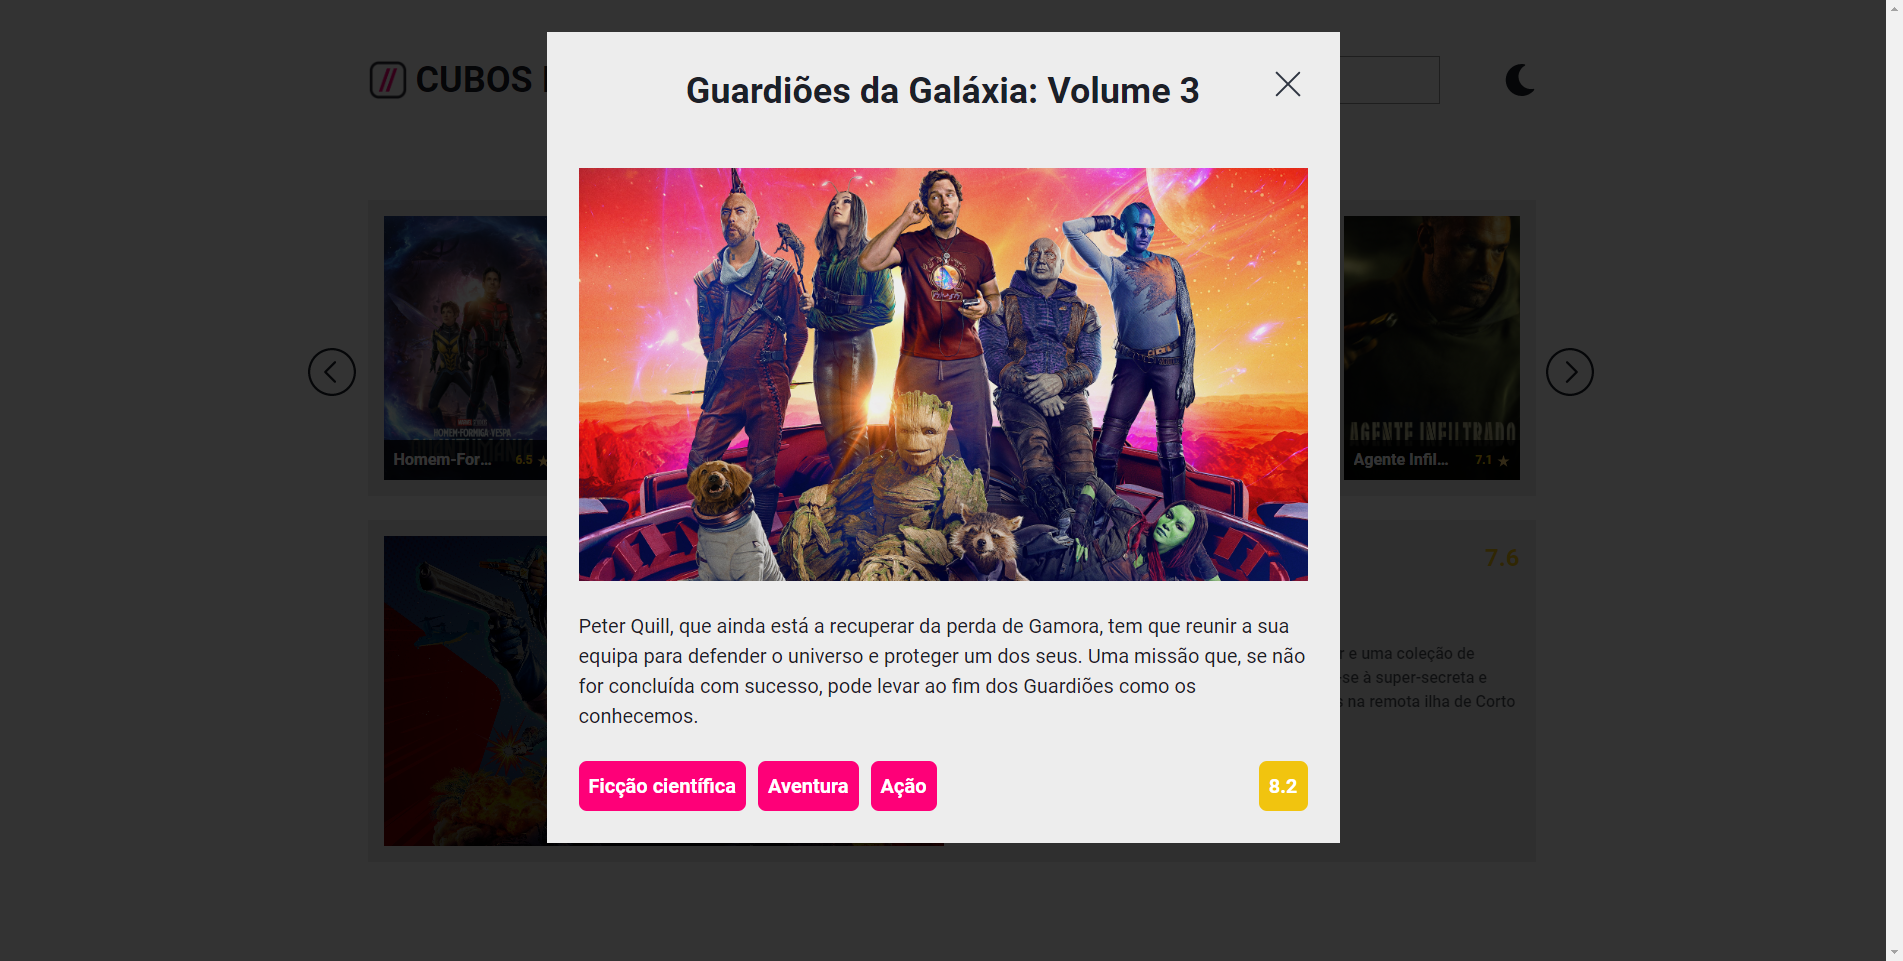 CUBOS
Guardiões da Galáxia: Volume 3
HOMEM-FORMIGA VESPA
Homem-For...
6.5
AGENTE INFILTRADO
Agente Infil...
7.1
7.6
Peter Quill, que ainda está a recuperar da perda de Gamora, tem que reunir a sua
equipa para defender o universo e proteger um dos seus. Uma missão que, se não
for concluída com sucesso, pode levar ao fim dos Guardiões como os
conhecemos.
e uma coleção de
-se à super-secreta e
na remota ilha de Corto
Ficção científica
Aventura
Ação
8.2